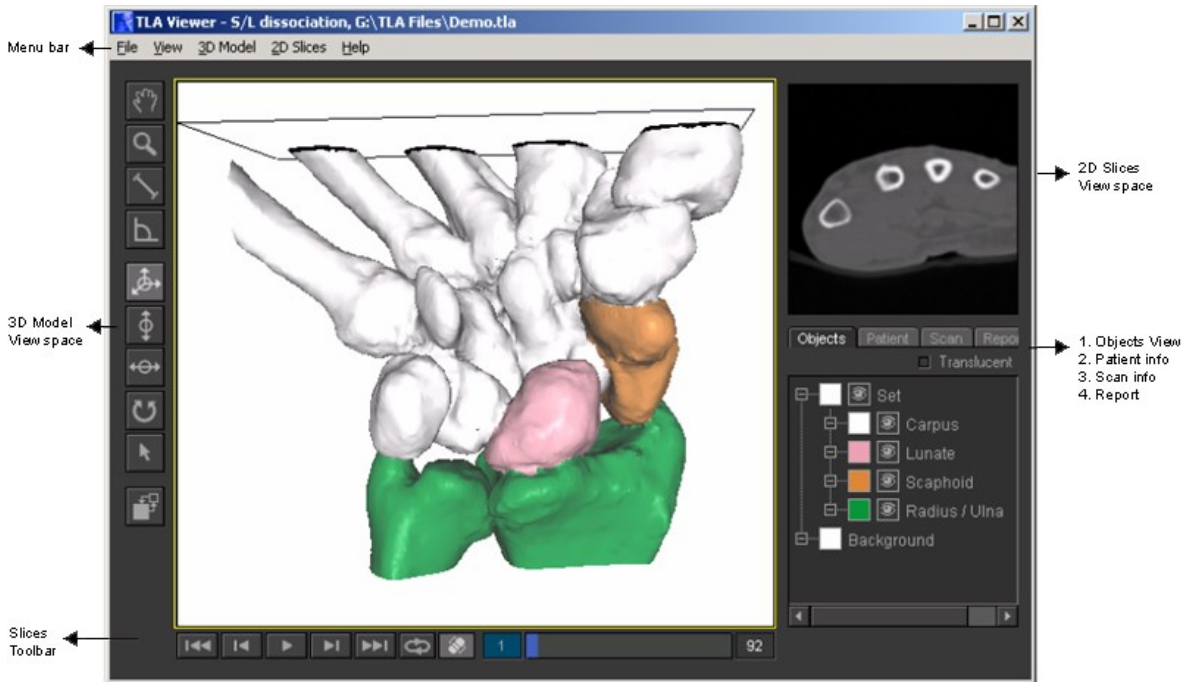 TLA Viewer - S/L dissociation, G:\TLA Files\Demo.tla
Menu bar
File View 3D Model 2D Slices Help
2D Slices
View space
3D Model
View space
Objects Patient Scan Repor
1. Objects View
2. Patient info
3. Scan info
4. Report
Translucent
Set
Carpus
Lunate
Scaphoid
Radius / Ulna
Background
Slices
Toolbar
1
92